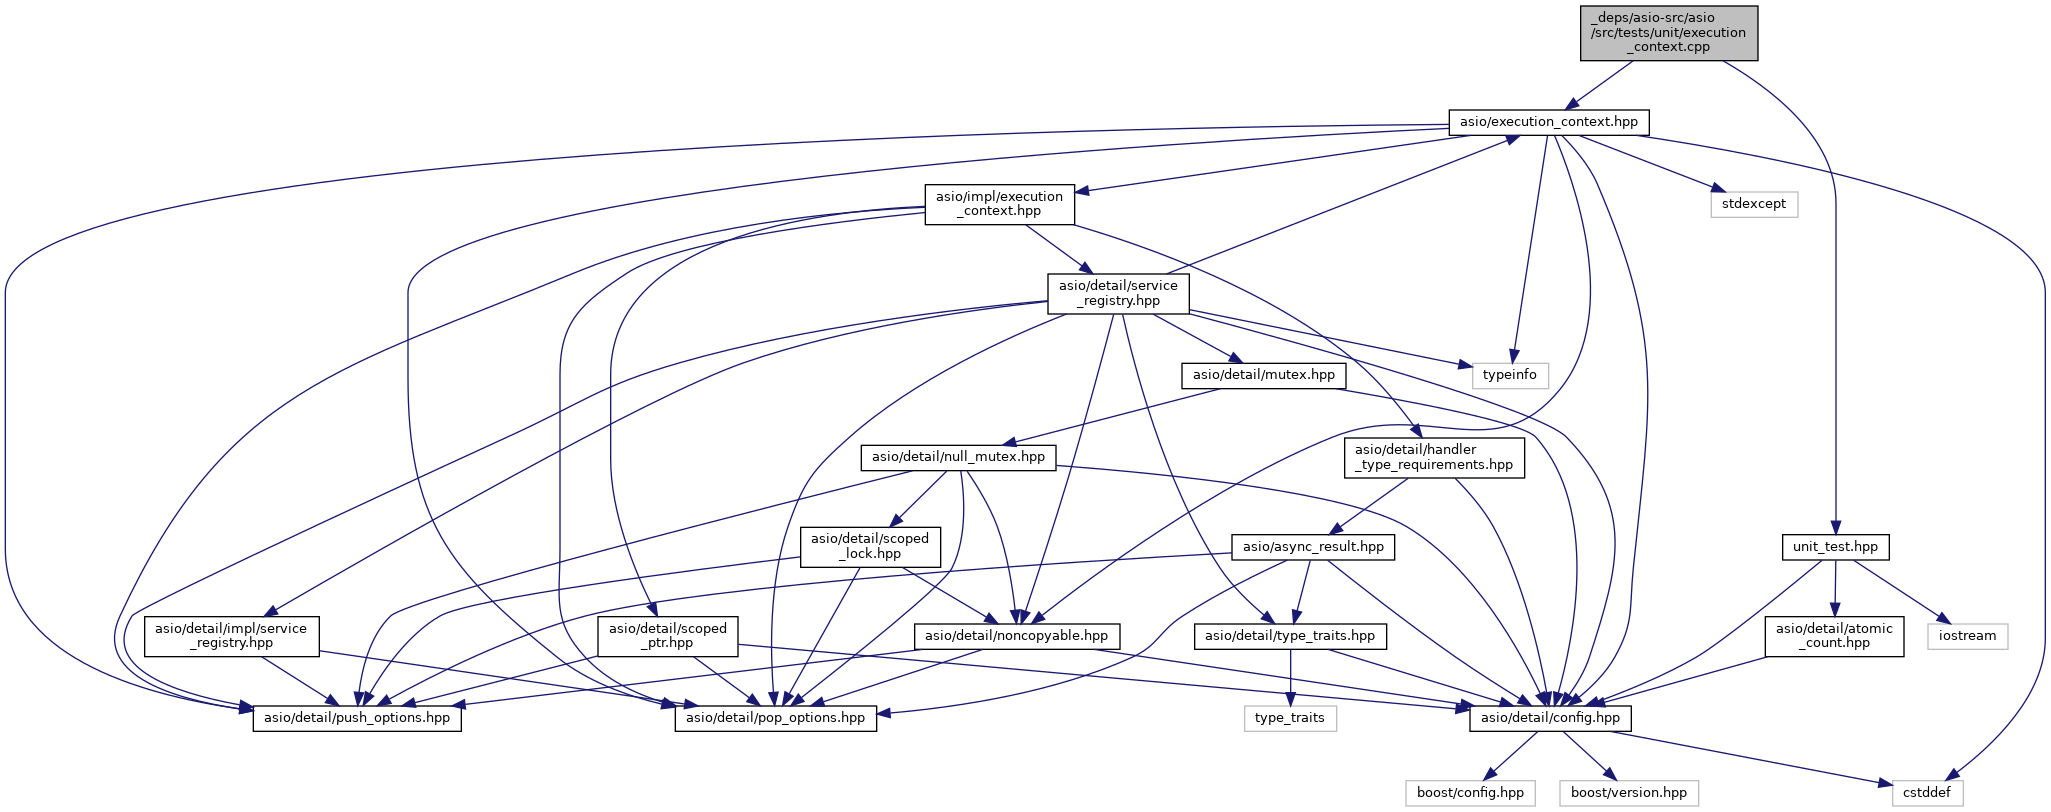 _deps/asio-src/asio
/src/tests/unit/execution
_context.cpp
asio/execution_context.hpp
asio/impl/execution
_context.hpp
stdexcept
asio/detail/service
_registry.hpp
asio/detail/mutex.hpp
typeinfo
asio/detail/null_mutex.hpp
asio/detail/handler
_type_requirements.hpp
asio/detail/scoped
_lock.hpp
asio/async_result.hpp
unit_test.hpp
asio/detail/impl/service
_registry.hpp
asio/detail/scoped
_ptr.hpp
asio/detail/noncopyable.hpp
asio/detail/type_traits.hpp
asio/detail/atomic
_count.hpp
iostream
asio/detail/push_options.hpp
asio/detail/pop_options.hpp
type_traits
asio/detail/config.hpp
boost/config.hpp
boost/version.hpp
cstddef